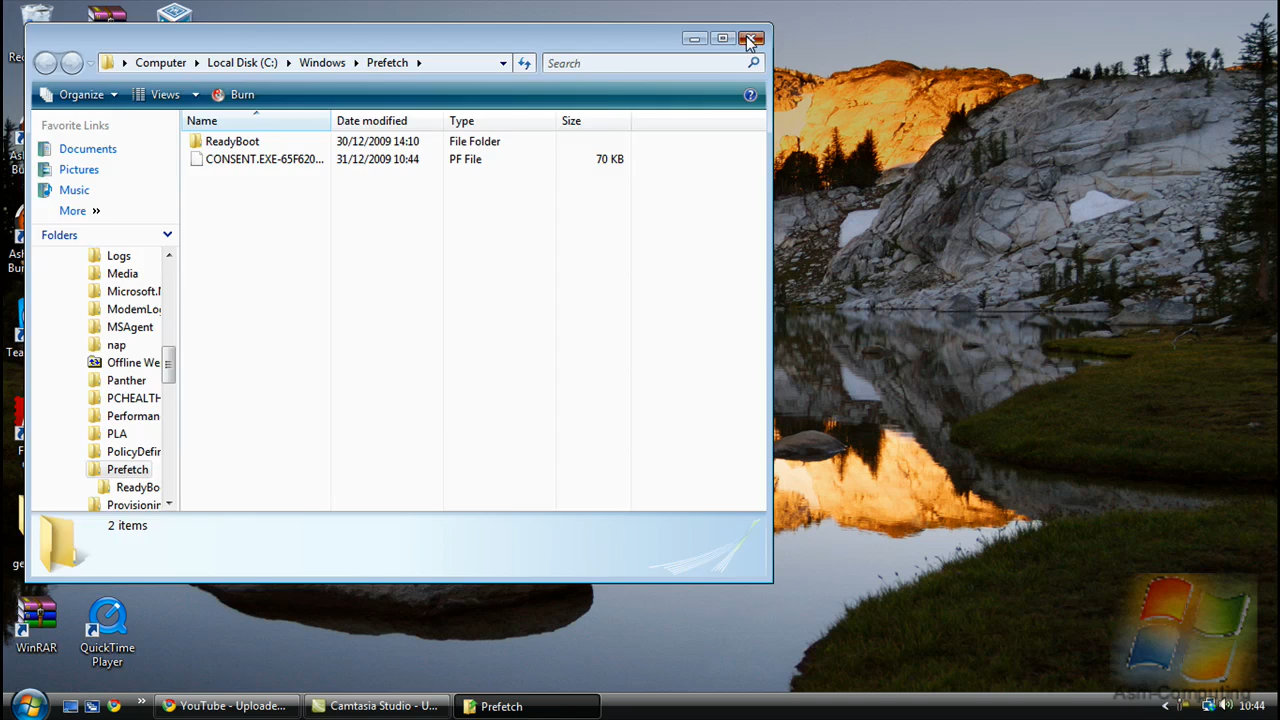 Computer
Local Disk (C:)
Windows
Prefetch
Search
Organize
Views
Burn
Favorite Links
Documents
Pictures
Music
More »
Folders
Logs
Media
Microsoft.
ModemLo
MSAgent
nap
Offline We
Panther
PCHEALTH
Performan
PLA
PolicyDefi
Prefetch
ReadyBo
Provisioni
Name
Date modified
Type
Size
ReadyBoot
30/12/2009 14:10
File Folder
CONSENT.EXE-65F620...
31/12/2009 10:44
PF File
70 KB
2 items
WinRAR
QuickTime
Player
YouTube - Uploade...
Camtasia Studio - U...
Prefetch
10:44
Asm-Computing